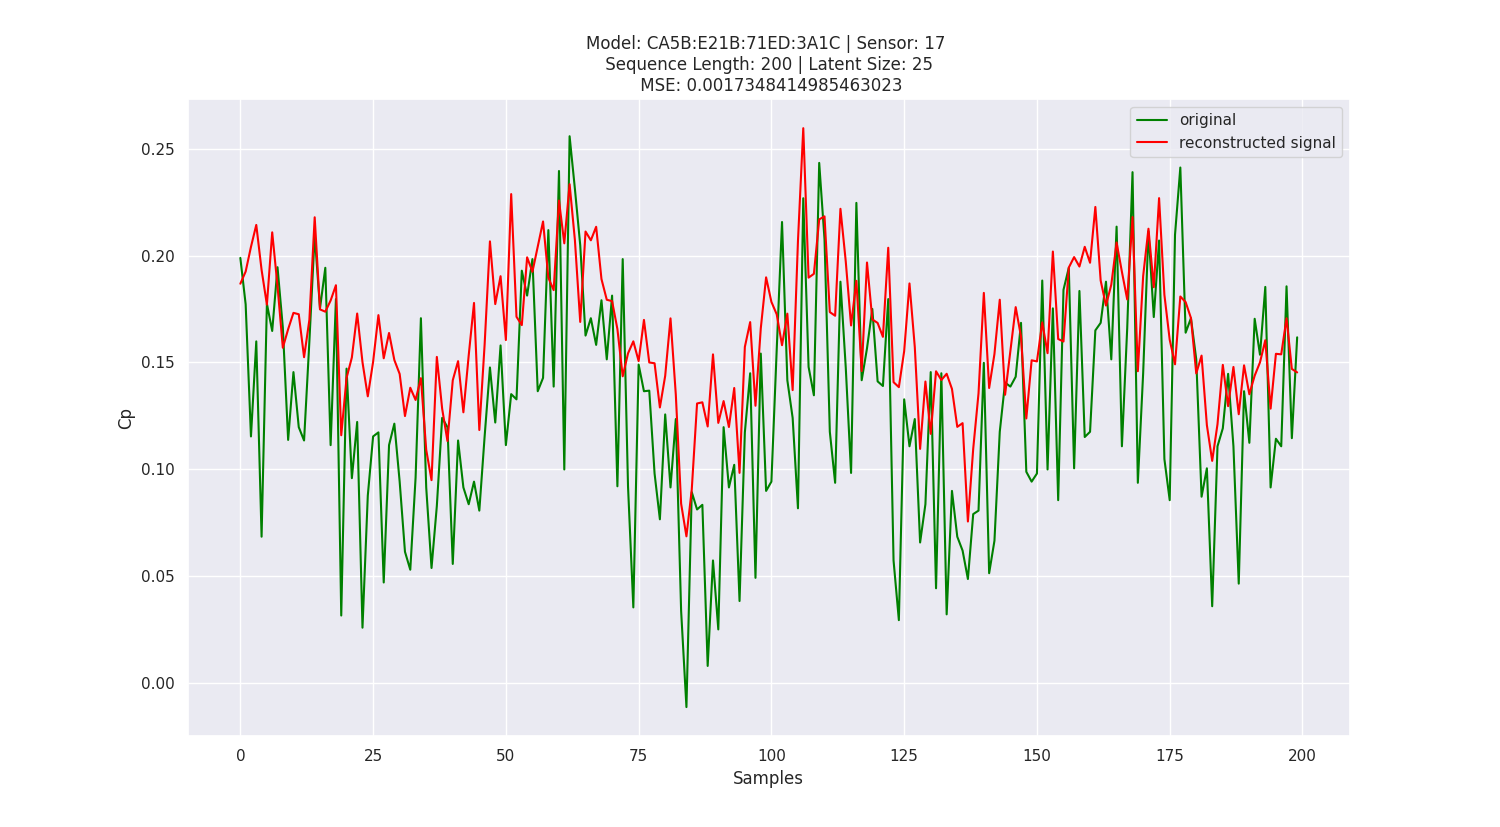 Model: CA5B:E21B:71ED:3A1C | Sensor: 17
Sequence Length: 200 | Latent Size: 25
MSE: 0.0017348414985463023
original
reconstructed signal
0.25
0.20
0.15
0.10
0.05
0.00
Cp
0 25 50 75 100 125 150 175 200
Samples